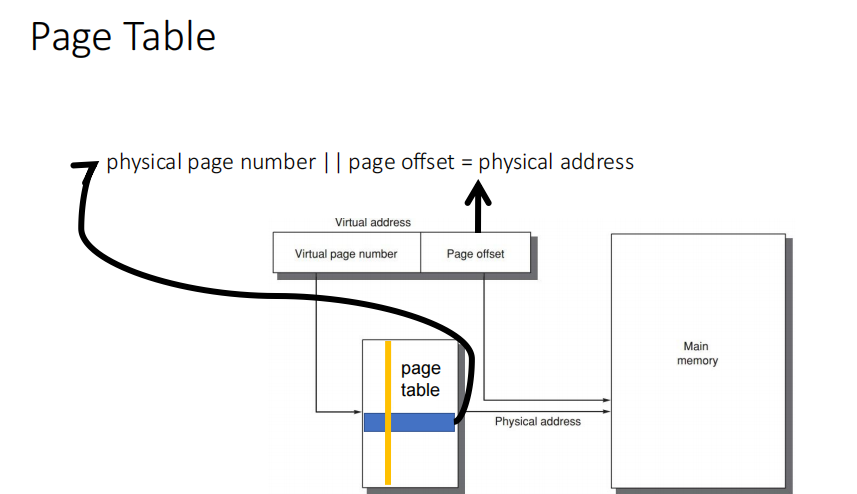 Page Table
physical page number || page offset = physical address
Virtual address
Virtual page number
Page offset
page
table
Main
memory
Physical address